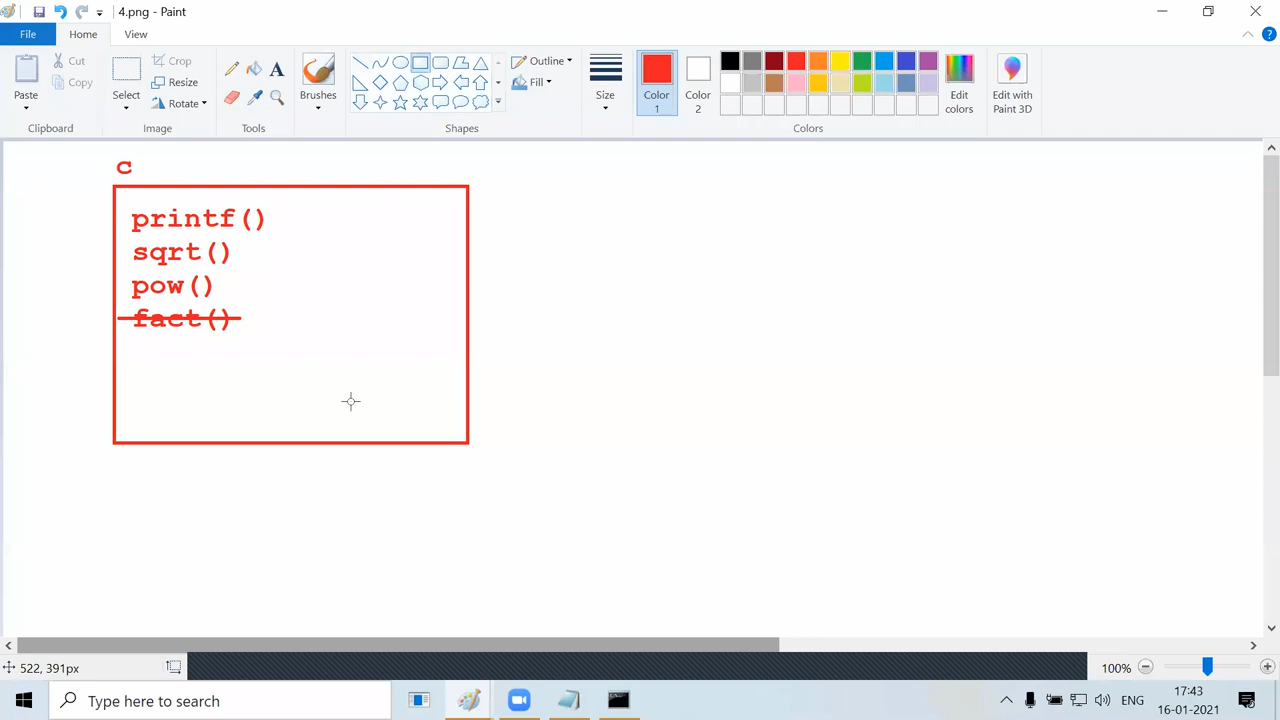 4.png - Paint
File Home View
Paste
Cut
Copy
Clipboard
Select
Crop
Resize
Rotate
Image
A
Tools
Brushes
Outline
Fill
Shapes
Size
Color 1
Color 2
Edit colors
Colors
Edit with Paint 3D
c
printf()
sqrt()
pow()
fact()
522, 391px
100%
Type here to search
ENG
17:43
16-01-2021